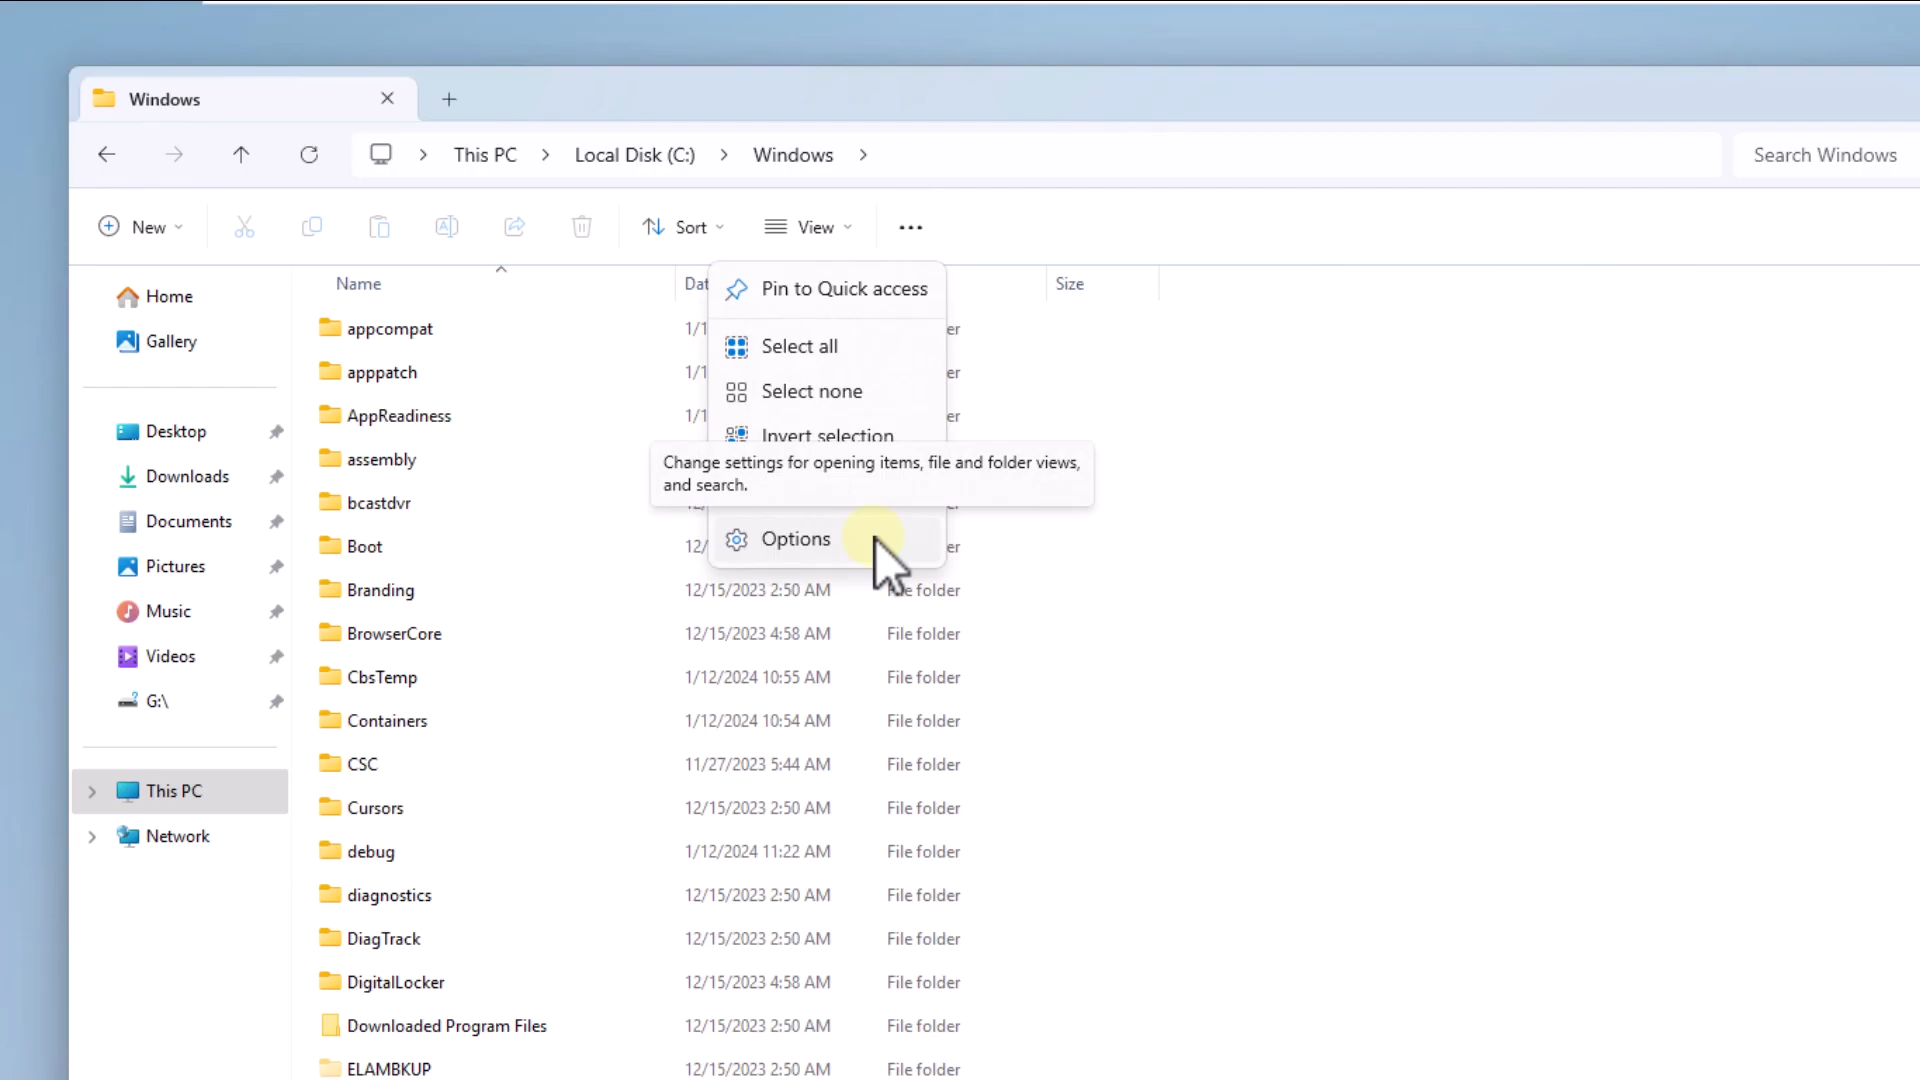 Windows
This PC
Local Disk (C:)
Windows
Search Windows
New
Sort
View
Home
Gallery
Desktop
Downloads
Documents
Pictures
Music
Videos
G:\
This PC
Network
Name
Dat
Size
Pin to Quick access
Select all
Select none
Invert selection
Change settings for opening items, file and folder views,
and search.
Options
appcompat 1/1 er
apppatch 1/1 er
AppReadiness 1/1 er
assembly
bcastdvr
Boot 12/ er
Branding 12/15/2023 2:50 AM folder
BrowserCore 12/15/2023 4:58 AM File folder
CbsTemp 1/12/2024 10:55 AM File folder
Containers 1/12/2024 10:54 AM File folder
CSC 11/27/2023 5:44 AM File folder
Cursors 12/15/2023 2:50 AM File folder
debug 1/12/2024 11:22 AM File folder
diagnostics 12/15/2023 2:50 AM File folder
DiagTrack 12/15/2023 2:50 AM File folder
DigitalLocker 12/15/2023 4:58 AM File folder
Downloaded Program Files 12/15/2023 2:50 AM File folder
ELAMBKUP 12/15/2023 2:50 AM File folder